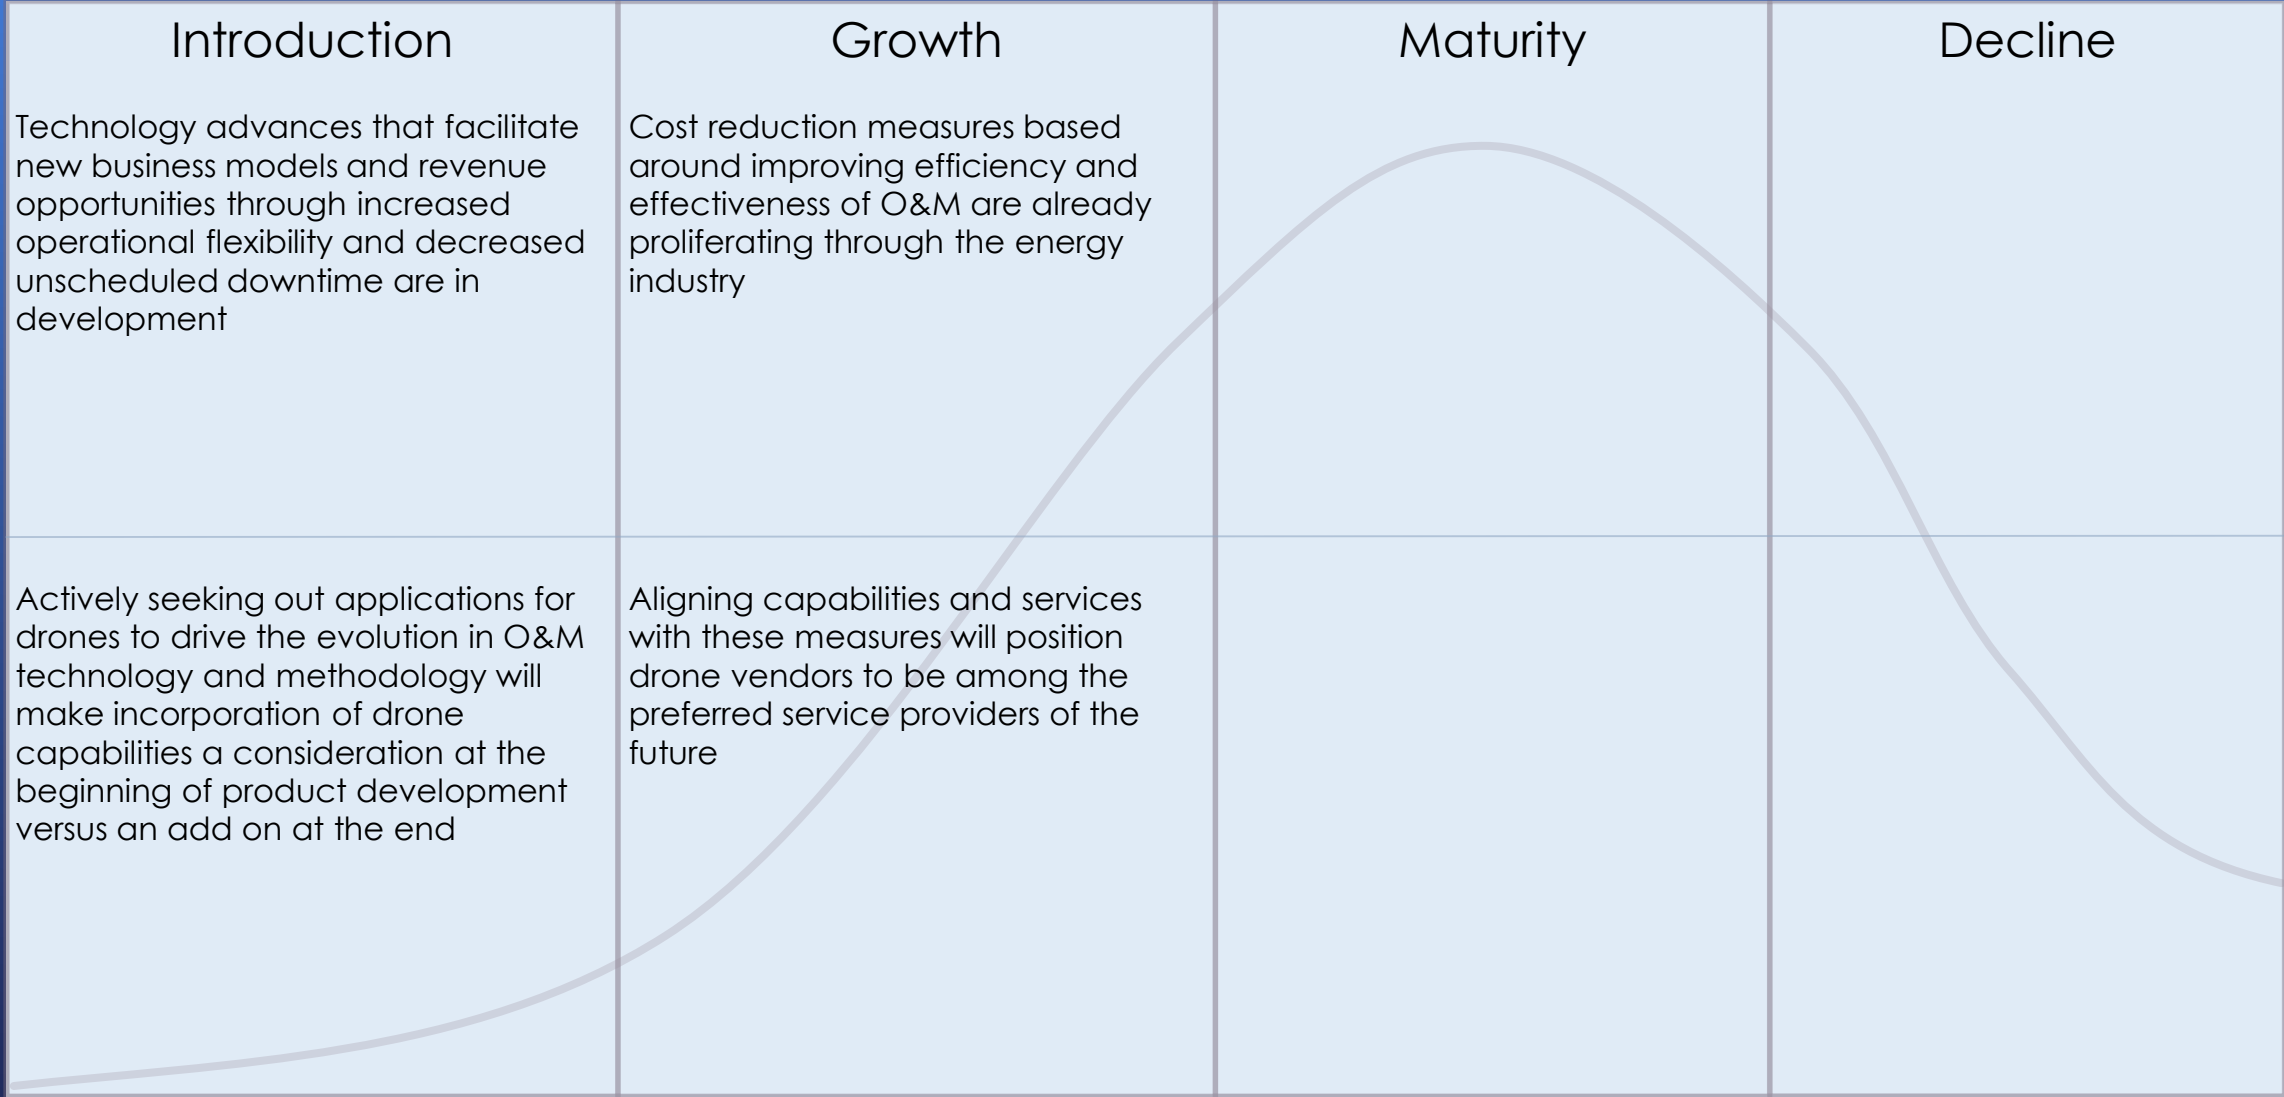 Introduction
Growth
Maturity
Decline
Technology advances that facilitate
new business models and revenue
opportunities through increased
operational flexibility and decreased
unscheduled downtime are in
development
Cost reduction measures based
around improving efficiency and
effectiveness of O&M are already
proliferating through the energy
industry
Actively seeking out applications for
drones to drive the evolution in O&M
technology and methodology will
make incorporation of drone
capabilities a consideration at the
beginning of product development
versus an add on at the end
Aligning capabilities and services
with these measures will position
drone vendors to be among the
preferred service providers of the
future